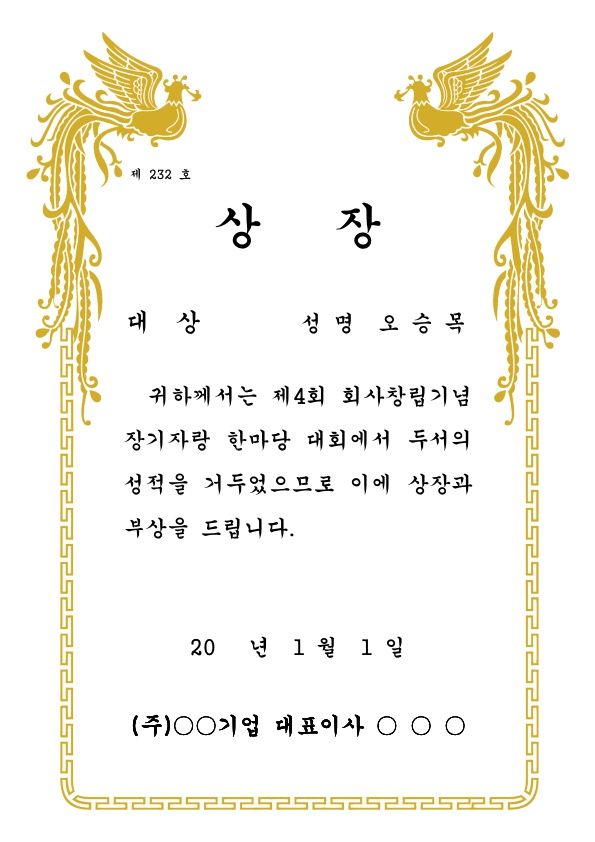 제 232 호
상 장
대 상 성 명 오 승 목
귀하께서는 제4회 회사창립기념
장기자랑 한마당 대회에서 두서의
성적을 거두었으므로 이에 상장과
부상을 드립니다.
20 년 1 월 1 일
(주)○○기업 대표이사 ○ ○ ○